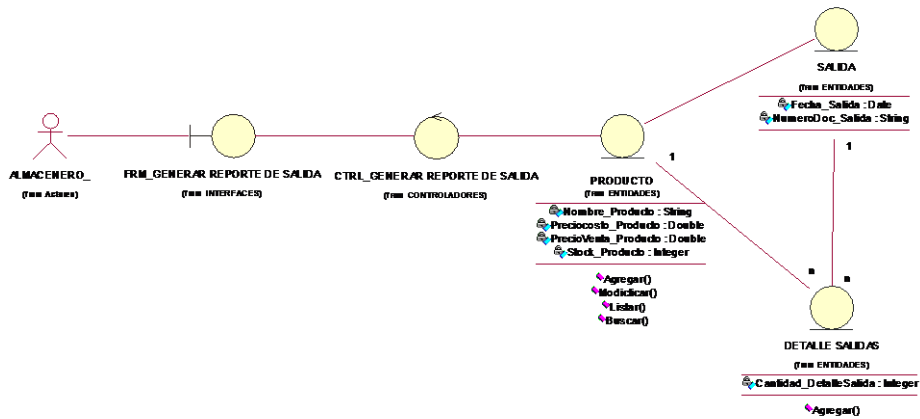 SALIDA
(from ENTIDADES)
Fecha_Salida : Date
NumeroDoc_Salida : String
1
ALMACENERO_
(from Actores)
FRM_GENERAR REPORTE DE SALIDA
(from INTERFACES)
CTRL_GENERAR REPORTE DE SALIDA
(from CONTROLADORES)
1
PRODUCTO
(from ENTIDADES)
Nombre_Producto : String
Preciocosto_Producto : Double
PrecioVenta_Producto : Double
Stock_Producto : Integer
Agregar()
Modicficar()
Listar()
Buscar()
n
n
DETALLE SALIDAS
(from ENTIDADES)
Cantidad_DetalleSalida : Integer
Agregar()